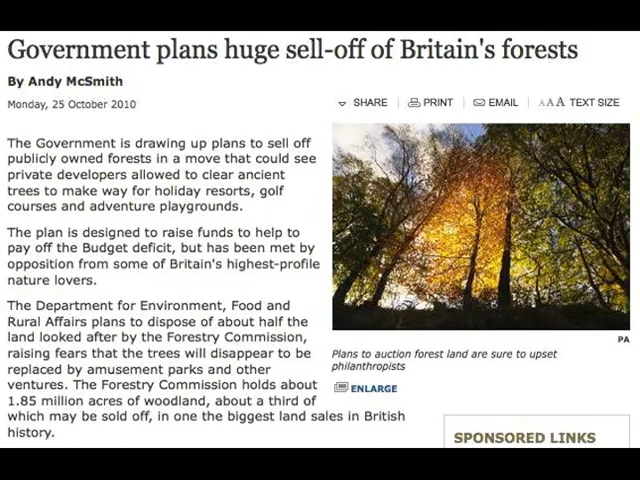 Government plans huge sell-off of Britain's forests
By Andy McSmith
Monday, 25 October 2010
SHARE PRINT EMAIL AAA TEXT SIZE
The Government is drawing up plans to sell off
publicly owned forests in a move that could see
private developers allowed to clear ancient
trees to make way for holiday resorts, golf
courses and adventure playgrounds.
The plan is designed to raise funds to help to
pay off the Budget deficit, but has been met by
opposition from some of Britain's highest-profile
nature lovers.
The Department for Environment, Food and
Rural Affairs plans to dispose of about half the
land looked after by the Forestry Commission,
raising fears that the trees will disappear to be
replaced by amusement parks and other
ventures. The Forestry Commission holds about
1.85 million acres of woodland, about a third of
which may be sold off, in one the biggest land sales in British
history.
PA
Plans to auction forest land are sure to upset
philanthropists
ENLARGE
SPONSORED LINKS